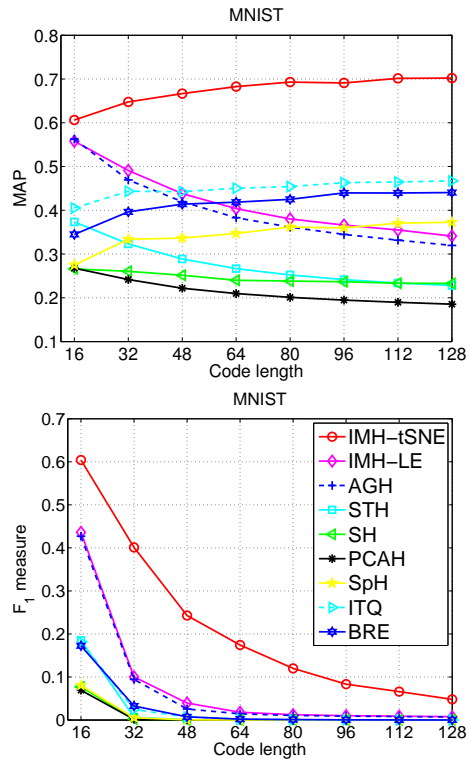 MNIST
0.8
0.7
0.6
0.5
0.4
0.3
0.2
0.1
MAP
16 32 48 64 80 96 112 128
Code length
MNIST
0.7
0.6
0.5
0.4
0.3
0.2
0.1
0
F1 measure
IMH−tSNE
IMH−LE
AGH
STH
SH
PCAH
SpH
ITQ
BRE
16 32 48 64 80 96 112 128
Code length